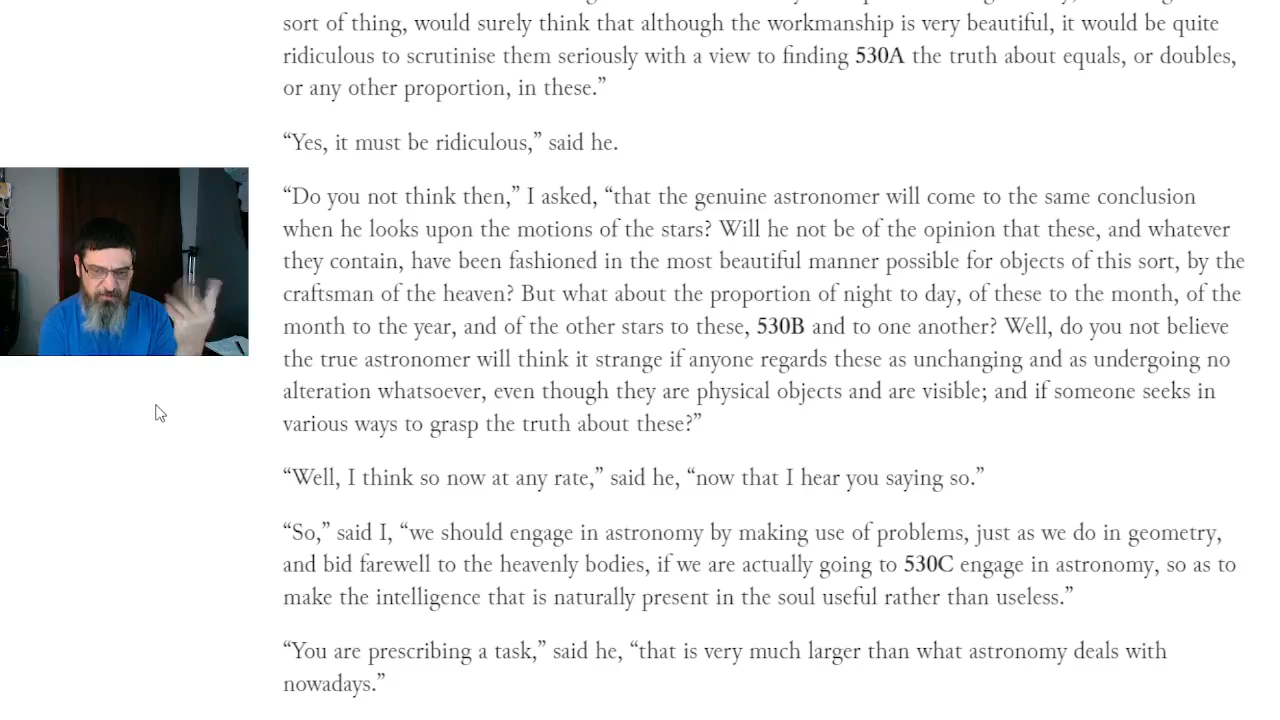 sort of thing, would surely think that although the workmanship is very beautiful, it would be quite
ridiculous to scrutinise them seriously with a view to finding 530A the truth about equals, or doubles,
or any other proportion, in these.”
“Yes, it must be ridiculous,” said he.
“Do you not think then,” I asked, “that the genuine astronomer will come to the same conclusion
when he looks upon the motions of the stars? Will he not be of the opinion that these, and whatever
they contain, have been fashioned in the most beautiful manner possible for objects of this sort, by the
craftsman of the heaven? But what about the proportion of night to day, of these to the month, of the
month to the year, and of the other stars to these, 530B and to one another? Well, do you not believe
the true astronomer will think it strange if anyone regards these as unchanging and as undergoing no
alteration whatsoever, even though they are physical objects and are visible; and if someone seeks in
various ways to grasp the truth about these?”
“Well, I think so now at any rate,” said he, “now that I hear you saying so.”
“So,” said I, “we should engage in astronomy by making use of problems, just as we do in geometry,
and bid farewell to the heavenly bodies, if we are actually going to 530C engage in astronomy, so as to
make the intelligence that is naturally present in the soul useful rather than useless.”
“You are prescribing a task,” said he, “that is very much larger than what astronomy deals with
nowadays.”